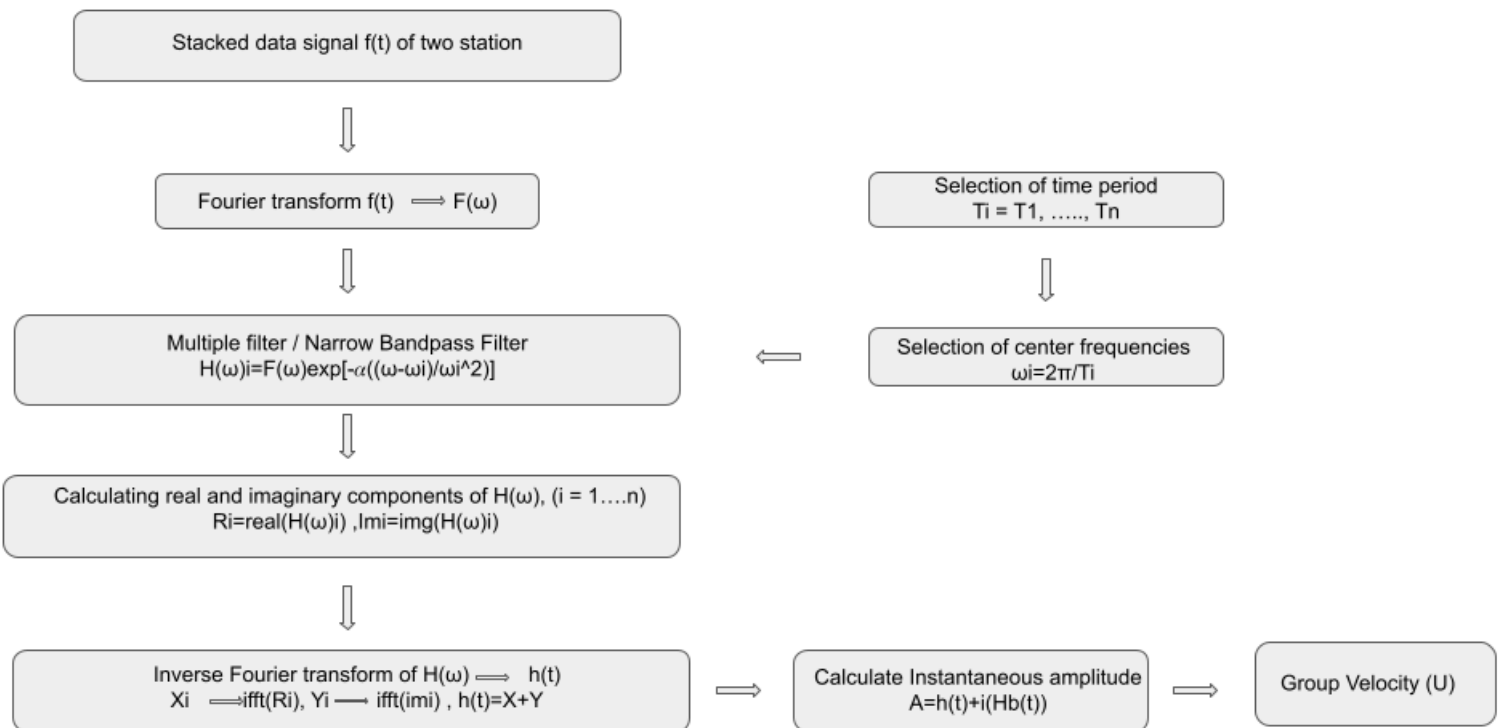 Stacked data signal f(t) of two station
Fourier transform f(t) ⟹ F(ω)
Selection of time period
Ti = T1, ....., Tn
Multiple filter / Narrow Bandpass Filter
H(ω)i=F(ω)exp[-α((ω-ωi)/ωi^2)]
Selection of center frequencies
ωi=2π/Ti
Calculating real and imaginary components of H(ω), (i = 1....n)
Ri=real(H(ω)i) ,Imi=img(H(ω)i)
Inverse Fourier transform of H(ω) ⟹ h(t)
Xi ⟹ifft(Ri), Yi ⟶ ifft(imi) , h(t)=X+Y
Calculate Instantaneous amplitude
A=h(t)+i(Hb(t))
Group Velocity (U)